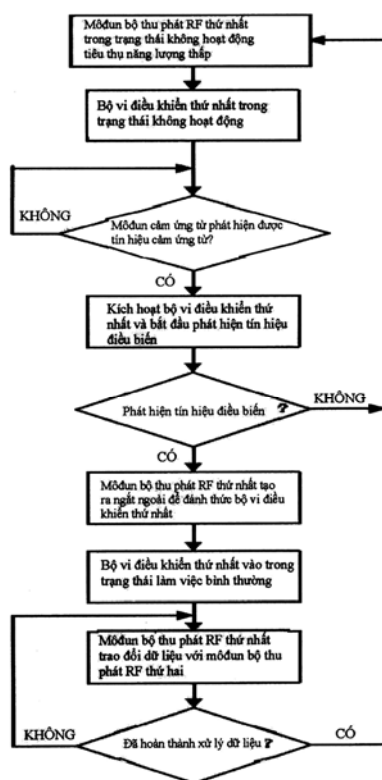 Môđun bộ thu phát RF thứ nhất
trong trạng thái không hoạt động
tiêu thụ năng lượng thấp
Bộ vi điều khiển thứ nhất trong
trạng thái không hoạt động
KHÔNG
Môđun cảm ứng từ phát hiện được
tín hiệu cảm ứng từ?
CÓ
Kích hoạt bộ vi điều khiển thứ
nhất và bắt đầu phát hiện tín hiệu
điều biến
KHÔNG
Phát hiện tín hiệu điều biến ?
CÓ
Môđun bộ thu phát RF thứ nhất tạo
ra ngắt ngoài để đánh thức bộ vi điều
khiển thứ nhất
Bộ vi điều khiển thứ nhất vào trong
trạng thái làm việc bình thường
Môđun bộ thu phát RF thứ nhất
trao đổi dữ liệu với môđun bộ thu
phát RF thứ hai
KHÔNG
Đã hoàn thành xử lý dữ liệu ?
CÓ